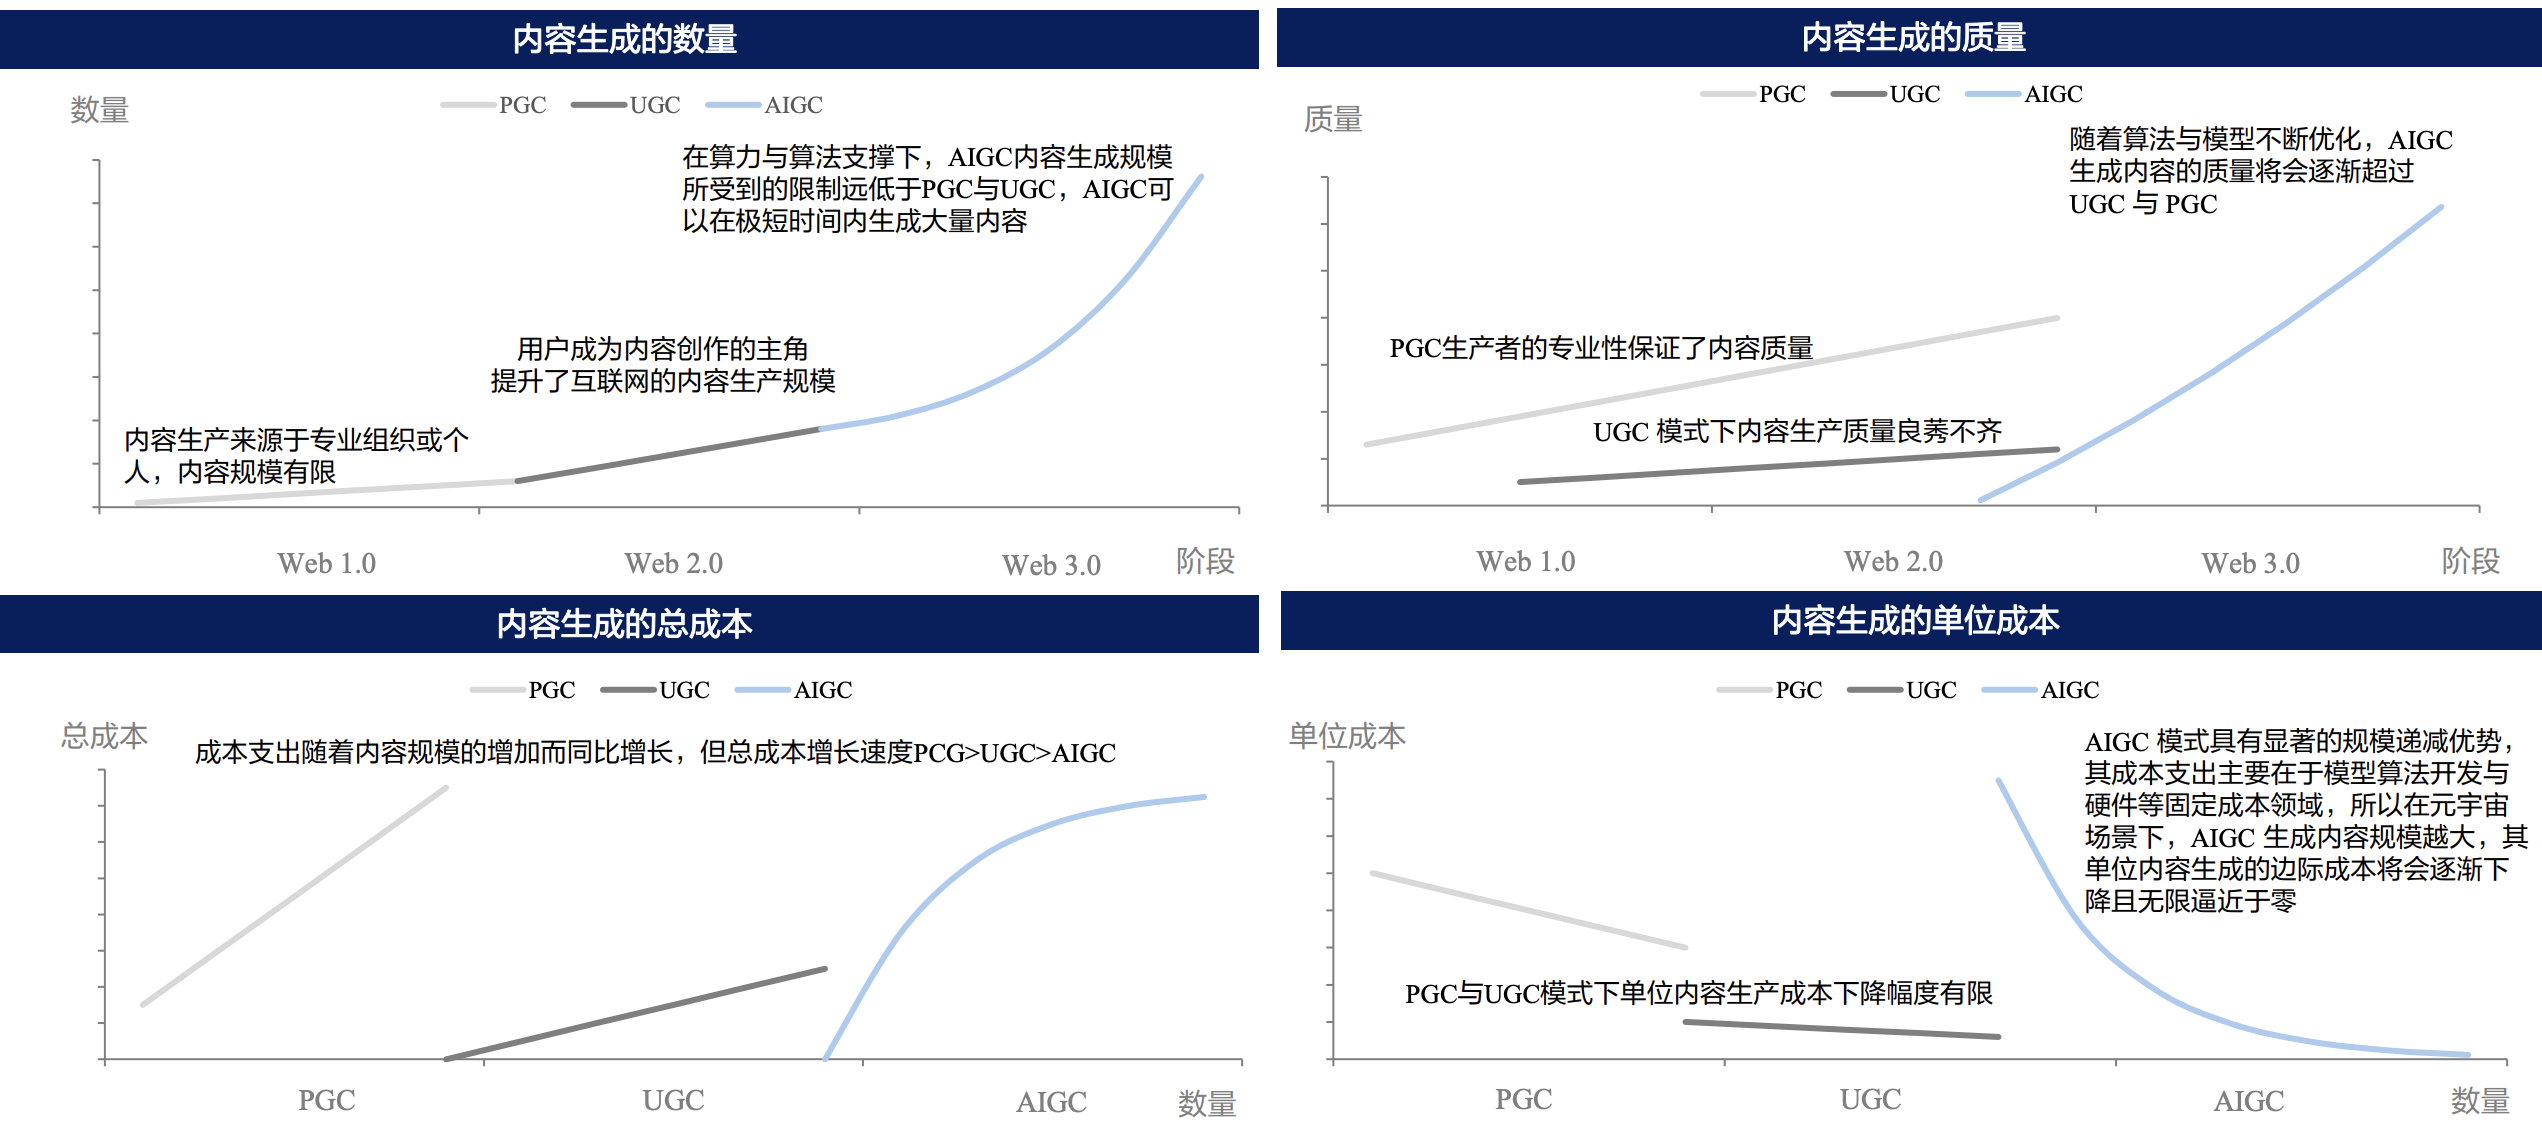 内容生成的数量
数量
PGC UGC AIGC
在算力与算法支撑下，AIGC内容生成规模
所受到的限制远低于PGC与UGC，AIGC可
以在极短时间内生成大量内容
用户成为内容创作的主角
提升了互联网的内容生产规模
内容生产来源于专业组织或个
人，内容规模有限
Web 1.0 Web 2.0 Web 3.0 阶段
内容生成的质量
PGC UGC AIGC
质量
随着算法与模型不断优化，AIGC
生成内容的质量将会逐渐超过
UGC 与 PGC
PGC生产者的专业性保证了内容质量
UGC 模式下内容生产质量良莠不齐
Web 1.0 Web 2.0 Web 3.0 阶段
内容生成的总成本
PGC UGC AIGC
总成本
成本支出随着内容规模的增加而同比增长，但总成本增长速度PCG>UGC>AIGC
PGC UGC AIGC 数量
内容生成的单位成本
PGC UGC AIGC
单位成本
AIGC 模式具有显著的规模递减优势，
其成本支出主要在于模型算法开发与
硬件等固定成本领域，所以在元宇宙
场景下，AIGC 生成内容规模越大，其
单位内容生成的边际成本将会逐渐下
降且无限逼近于零
PGC与UGC模式下单位内容生产成本下降幅度有限
PGC UGC AIGC 数量